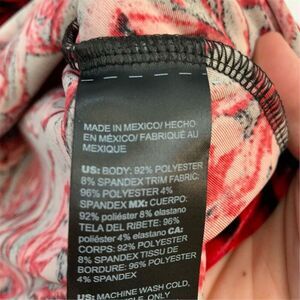 MADE IN MEXICO/ HECHO
EN MÉXICO/ FABRIQUÉ AU
MEXIQUE
US: BODY: 92% POLYESTER
8% SPANDEX TRIM FABRIC:
96% POLYESTER 4%
SPANDEX MX: CUERPO:
92% poliéster 8% elastano
TELA DEL RIBETE: 96%
poliéster 4% elastano CA:
CORPS: 92% POLYESTER
8% SPANDEX TISSU DE
BORDURE: 96% POLYESTER
4% SPANDEX
US: MACHINE WASH COLD,
ONLY